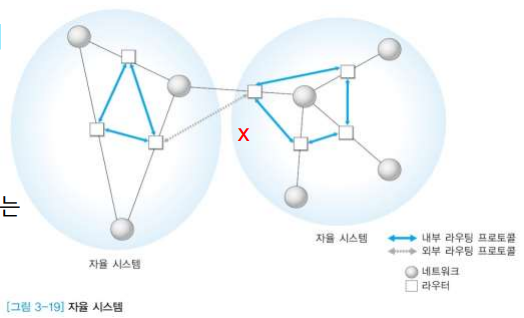 x
는
자율 시스템
자율 시스템
내부 라우팅 프로토콜
외부 라우팅 프로토콜
네트워크
라우터
[그림 3-19] 자율 시스템